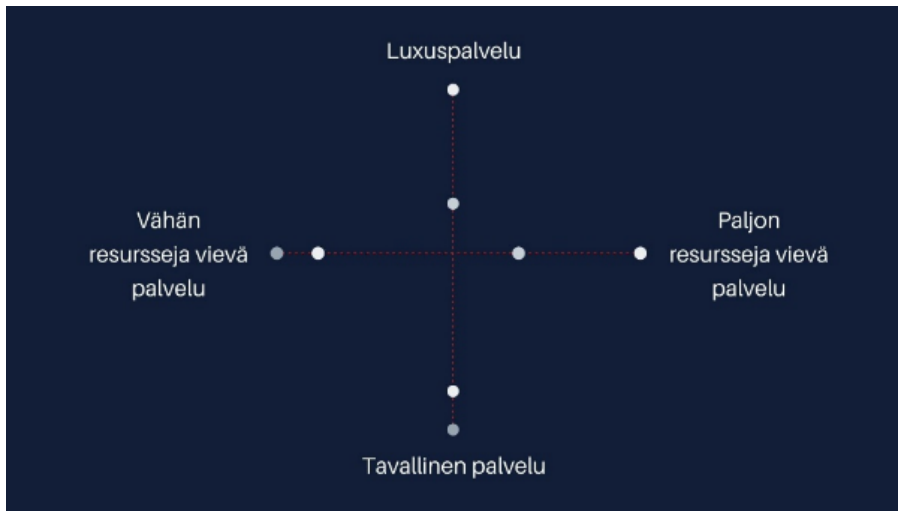 Luxuspalvelu
Vähän
resursseja vievä
palvelu
Paljon
resursseja vievä
palvelu
Tavallinen palvelu